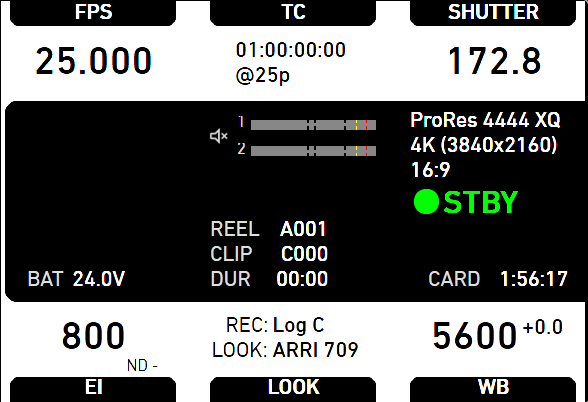 FPS TC SHUTTER
25.000 01:00:00:00 172.8
@25p
1 ProRes 4444 XQ
2 4K (3840x2160)
16:9
STBY
REEL A001
CLIP C000
BAT 24.0V DUR 00:00 CARD 1:56:17
800 REC: Log C 5600 +0.0
LOOK: ARRI 709
ND -
EI LOOK WB